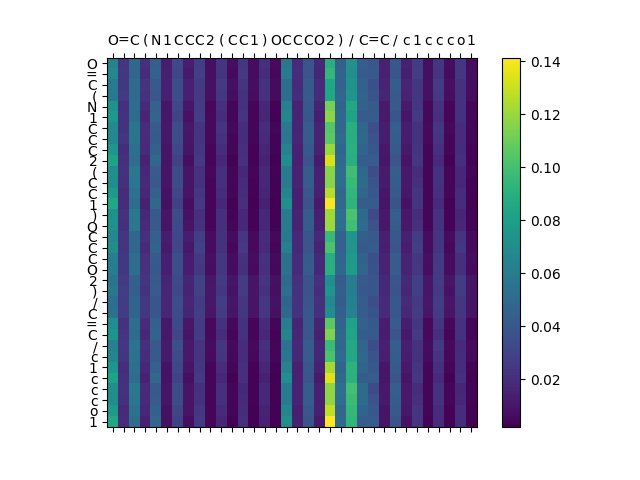 O=C(N1CCC2(CC1)OCCCO2)/C=C/c1ccco1
O
=
C
(
N
1
C
C
C
2
(
C
C
1
)
O
C
C
C
O
2
)
/
C
=
C
/
c
1
c
c
c
o
1
0.14
0.12
0.10
0.08
0.06
0.04
0.02